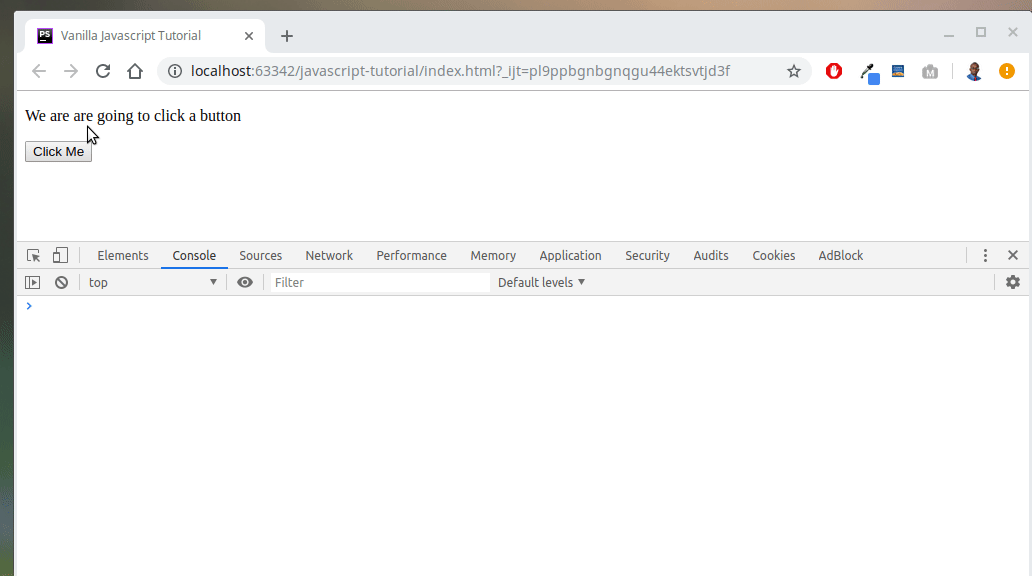 PS Vanilla Javascript Tutorial
localhost:63342/javascript-tutorial/index.html?_ijt=pl9ppbgnbgnqgu44ektsvtjd3f
M
We are are going to click a button
Click Me
Elements Console Sources Network Performance Memory Application Security Audits Cookies AdBlock
top Filter Default levels